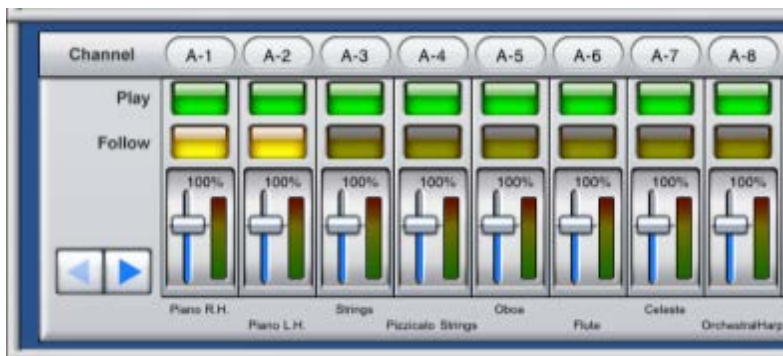 Channel A-1 A-2 A-3 A-4 A-5 A-6 A-7 A-8
Play
Follow
100% 100% 100% 100% 100% 100% 100% 100%
Piano R.H. Strings Oboe Celeste
Piano L.H. Pizzicato Strings Flute OrchestralHarp